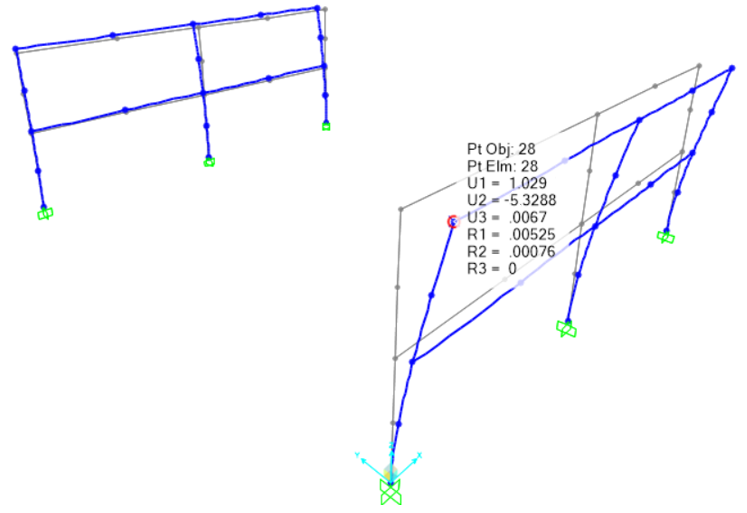 Pt Obj: 28
Pt Elm: 28
U1 = 1.029
U2 = -5.3288
U3 = .0067
R1 = .00525
R2 = .00076
R3 = 0
Y X